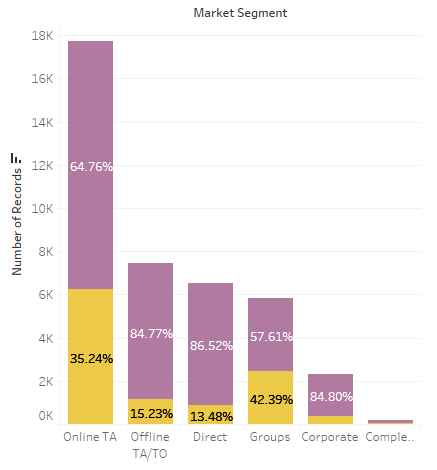 Market Segment
18K
16K
14K
12K
10K
8K
6K
4K
2K
0K
Number of Records
64.76%
35.24%
84.77%
15.23%
86.52%
13.48%
57.61%
42.39%
84.80%
Online TA
Offline
TA/TO
Direct
Groups
Corporate
Comple..